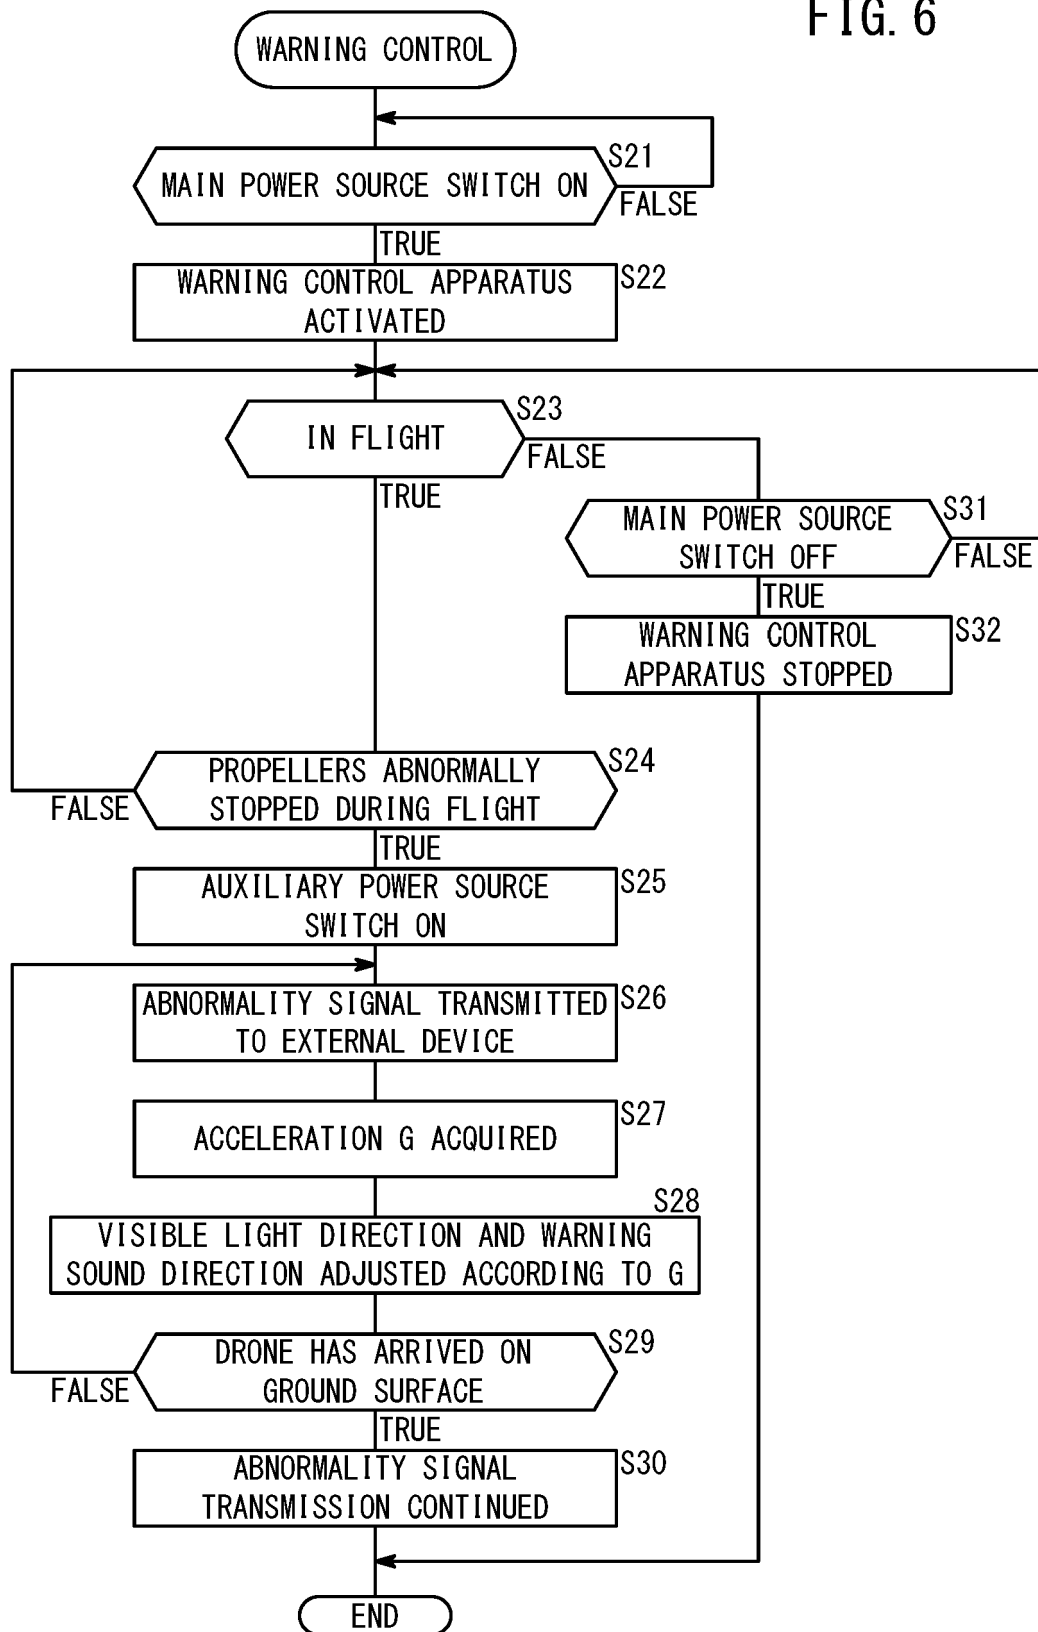 FIG. 6
WARNING CONTROL
S21
MAIN POWER SOURCE SWITCH ON
FALSE
TRUE
S22
WARNING CONTROL APPARATUS
ACTIVATED
S23
IN FLIGHT
FALSE
TRUE
S31
MAIN POWER SOURCE
SWITCH OFF
FALSE
TRUE
S32
WARNING CONTROL
APPARATUS STOPPED
S24
PROPELLERS ABNORMALLY
STOPPED DURING FLIGHT
FALSE
TRUE
S25
AUXILIARY POWER SOURCE
SWITCH ON
S26
ABNORMALITY SIGNAL TRANSMITTED
TO EXTERNAL DEVICE
S27
ACCELERATION G ACQUIRED
S28
VISIBLE LIGHT DIRECTION AND WARNING
SOUND DIRECTION ADJUSTED ACCORDING TO G
S29
DRONE HAS ARRIVED ON
GROUND SURFACE
FALSE
TRUE
S30
ABNORMALITY SIGNAL
TRANSMISSION CONTINUED
END